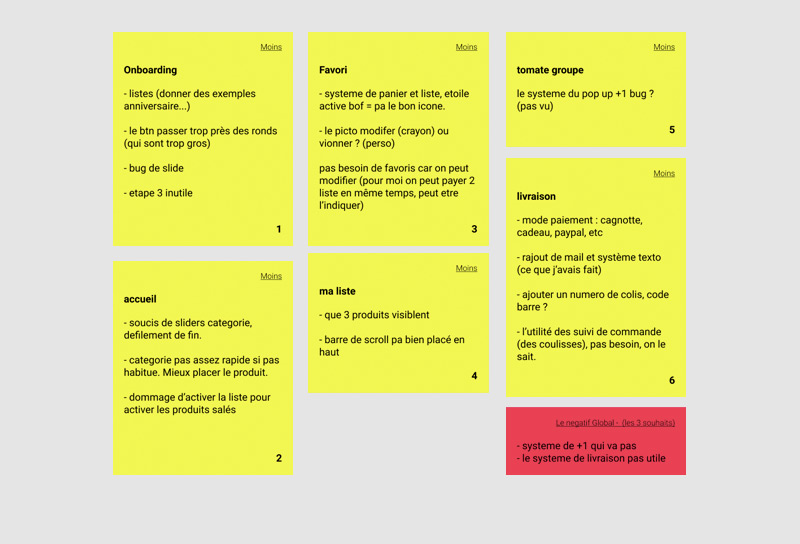 Moins
Onboarding
- listes (donner des exemples
anniversaire...)
- le btn passer trop près des ronds
(qui sont trop gros)
- bug de slide
- etape 3 inutile
1
Moins
accueil
- soucis de sliders categorie,
defilement de fin.
- categorie pas assez rapide si pas
habitue. Mieux placer le produit.
- dommage d'activer la liste pour
activer les produits salés
2
Moins
Favori
- systeme de panier et liste, etoile
active bof = pa le bon icone.
- le picto modifer (crayon) ou
vionner ? (perso)
pas besoin de favoris car on peut
modifier (pour moi on peut payer 2
liste en même temps, peut etre
l'indiquer)
3
Moins
ma liste
- que 3 produits visiblent
- barre de scroll pa bien placé en
haut
4
Moins
tomate groupe
le systeme du pop up +1 bug ?
(pas vu)
5
Moins
livraison
- mode paiement : cagnotte,
cadeau, paypal, etc
- rajout de mail et système texto
(ce que j'avais fait)
- ajouter un numero de colis, code
barre ?
- l'utilité des suivi de commande
(des coulisses), pas besoin, on le
sait.
6
Le negatif Global - (les 3 souhaits)
- systeme de +1 qui va pas
- le systeme de livraison pas utile